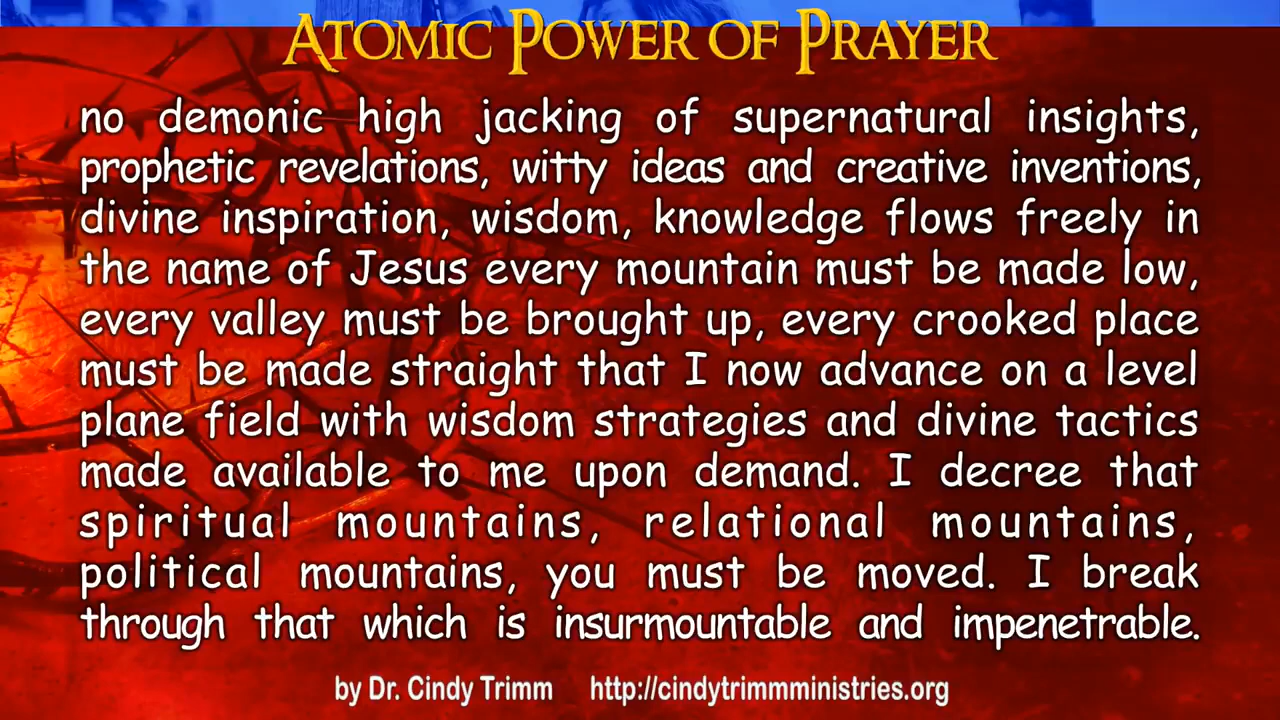 ATOMIC POWER OF PRAYER
no demonic high jacking of supernatural insights,
prophetic revelations, witty ideas and creative inventions,
divine inspiration, wisdom, knowledge flows freely in
the name of Jesus every mountain must be made low,
every valley must be brought up, every crooked place
must be made straight that I now advance on a level
plane field with wisdom strategies and divine tactics
made available to me upon demand. I decree that
spiritual mountains, relational mountains,
political mountains, you must be moved. I break
through that which is insurmountable and impenetrable.
by Dr. Cindy Trimm http://cindytrimmministries.org